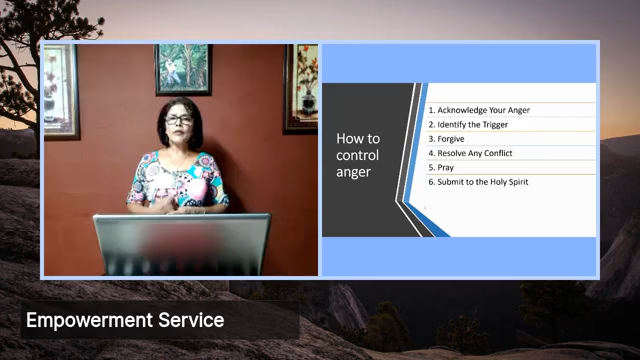 How to
control
anger
1. Acknowledge Your Anger
2. Identify the Trigger
3. Forgive
4. Resolve Any Conflict
5. Pray
6. Submit to the Holy Spirit
Empowerment Service